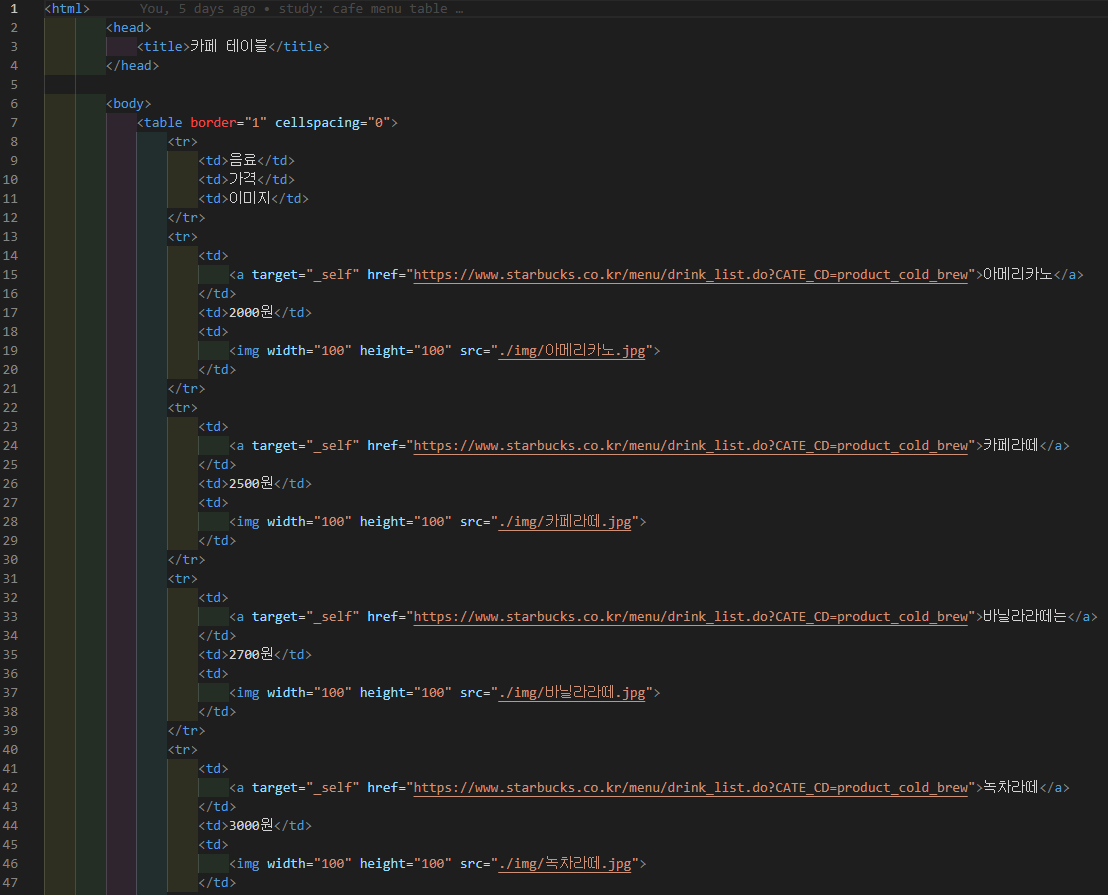 1 <html> You, 5 days ago • study: cafe menu table …
2 <head>
3 <title>카페 테이블</title>
4 </head>
5
6 <body>
7 <table border="1" cellspacing="0">
8 <tr>
9 <td>음료</td>
10 <td>가격</td>
11 <td>이미지</td>
12 </tr>
13 <tr>
14 <td>
15 <a target="_self" href="https://www.starbucks.co.kr/menu/drink_list.do?CATE_CD=product_cold_brew">아메리카노</a>
16 </td>
17 <td>2000원</td>
18 <td>
19 <img width="100" height="100" src="./img/아메리카노.jpg">
20 </td>
21 </tr>
22 <tr>
23 <td>
24 <a target="_self" href="https://www.starbucks.co.kr/menu/drink_list.do?CATE_CD=product_cold_brew">카페라떼</a>
25 </td>
26 <td>2500원</td>
27 <td>
28 <img width="100" height="100" src="./img/카페라떼.jpg">
29 </td>
30 </tr>
31 <tr>
32 <td>
33 <a target="_self" href="https://www.starbucks.co.kr/menu/drink_list.do?CATE_CD=product_cold_brew">바닐라라떼는</a>
34 </td>
35 <td>2700원</td>
36 <td>
37 <img width="100" height="100" src="./img/바닐라라떼.jpg">
38 </td>
39 </tr>
40 <tr>
41 <td>
42 <a target="_self" href="https://www.starbucks.co.kr/menu/drink_list.do?CATE_CD=product_cold_brew">녹차라떼</a>
43 </td>
44 <td>3000원</td>
45 <td>
46 <img width="100" height="100" src="./img/녹차라떼.jpg">
47 </td>